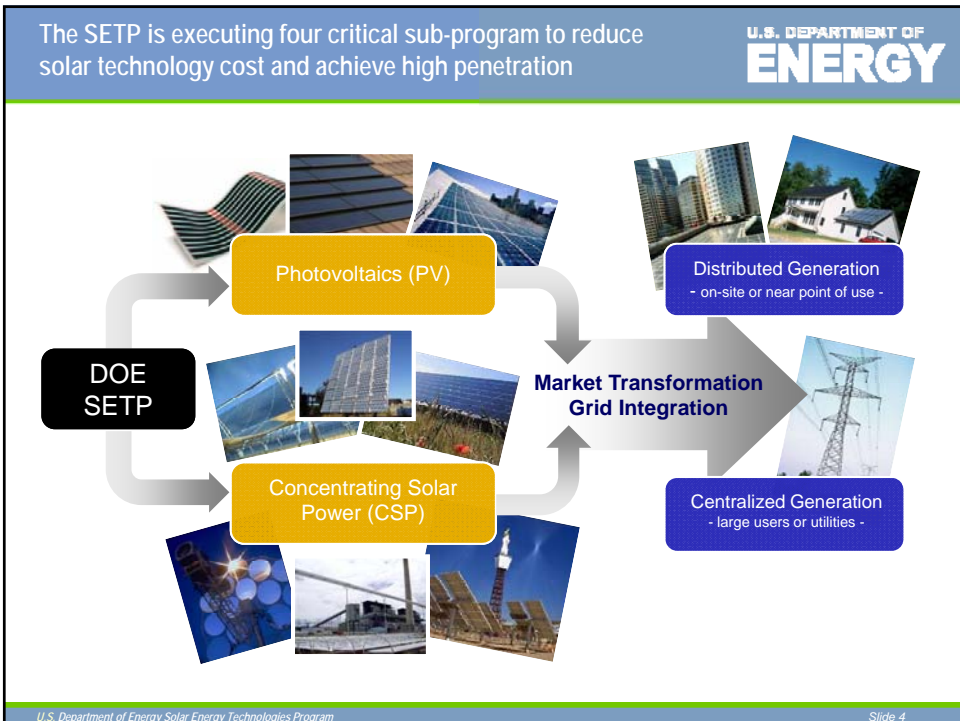 The SETP is executing four critical sub-program to reduce
solar technology cost and achieve high penetration
U.S. DEPARTMENT OF
ENERGY
Photovoltaics (PV)
Distributed Generation
- on-site or near point of use -
DOE
SETP
Market Transformation
Grid Integration
Concentrating Solar
Power (CSP)
Centralized Generation
- large users or utilities -
U.S. Department of Energy Solar Energy Technologies Program
Slide 4